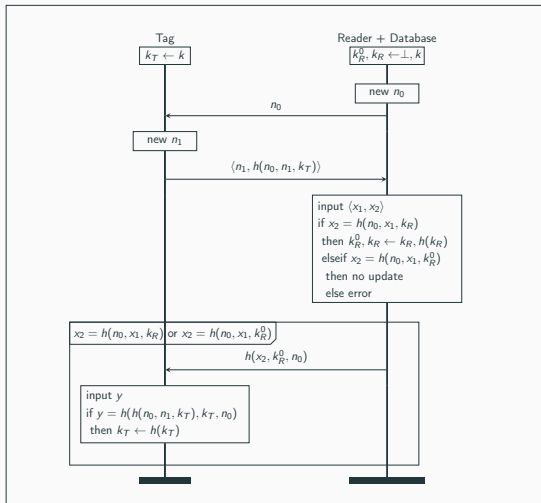 Tag
Reader + Database
k_T ← k
k_R^0, k_R ←⊥, k
new n_0
n_0
new n_1
⟨n_1, h(n_0, n_1, k_T)⟩
input ⟨x_1, x_2⟩
if x_2 = h(n_0, x_1, k_R)
then k_R^0, k_R ← k_R, h(k_R)
elseif x_2 = h(n_0, x_1, k_R^0)
then no update
else error
x_2 = h(n_0, x_1, k_R) or x_2 = h(n_0, x_1, k_R^0)
h(x_2, k_R^0, n_0)
input y
if y = h(h(n_0, n_1, k_T), k_T, n_0)
then k_T ← h(k_T)